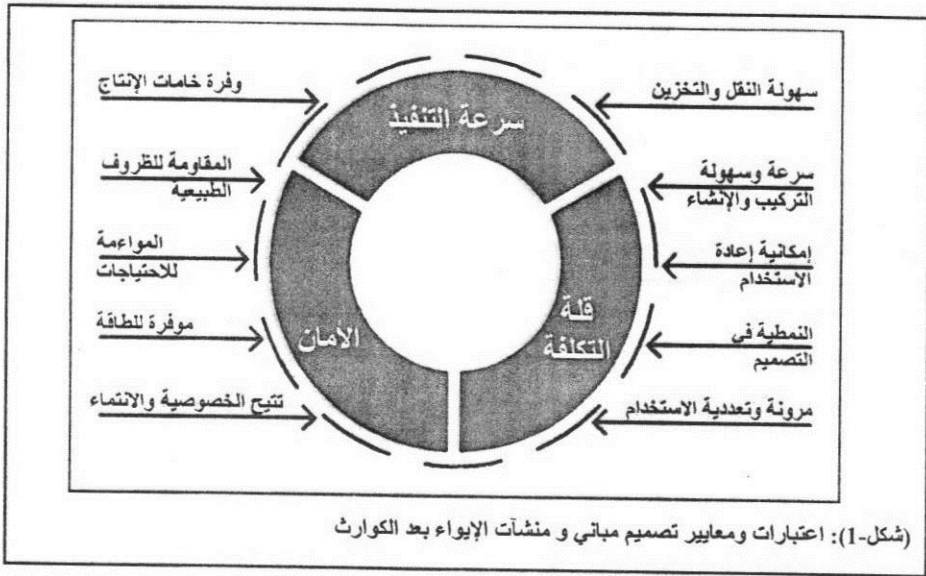 سهولة النقل والتخزين
وفرة خامات الإنتاج
سرعة التنفيذ
سرعة وسهولة
التركيب والإنشاء
المقاومة للظروف
الطبيعية
إمكانية إعادة
الاستخدام
المواءمة
للاحتياجات
قلة
التكلفة
الامان
النمطية في
التصميم
موفرة للطاقة
مرونة وتعددية الاستخدام
تتيح الخصوصية والانتماء
(شكل-1): اعتبارات ومعايير تصميم مباني و منشآت الإيواء بعد الكوارث